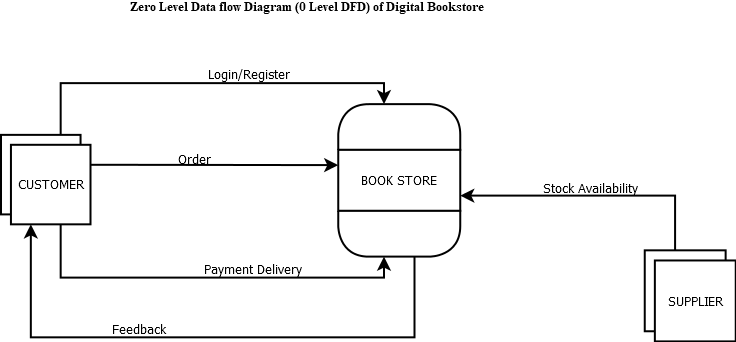 Zero Level Data flow Diagram (0 Level DFD) of Digital Bookstore
Login/Register
Order
CUSTOMER
BOOK STORE
Stock Availability
Payment Delivery
SUPPLIER
Feedback